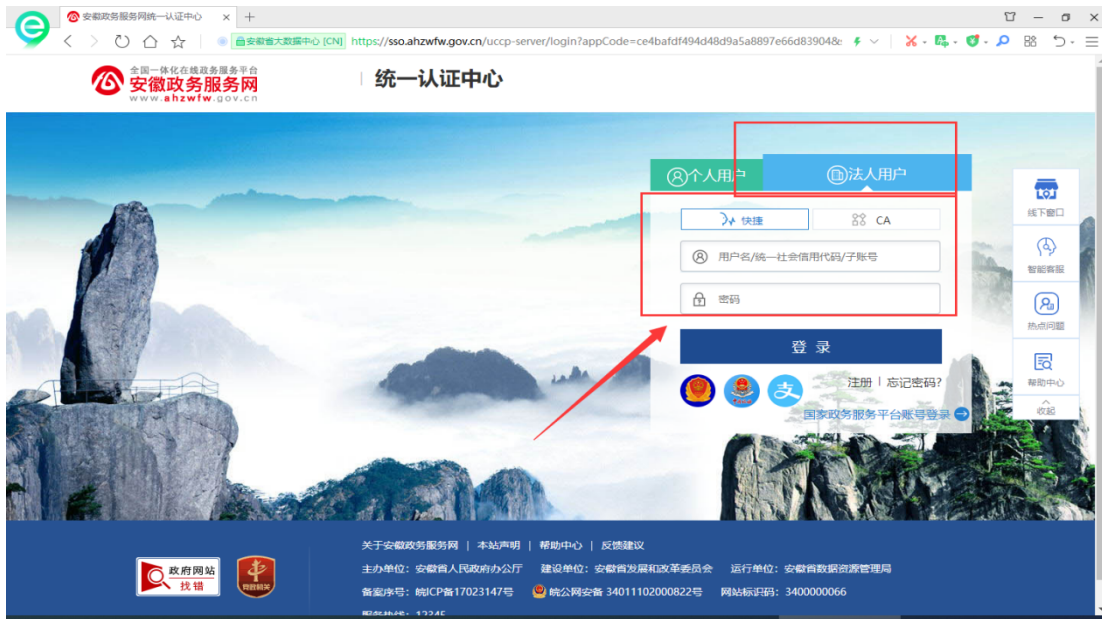 安徽政务服务网统一认证中心
安徽省大数据中心 [CN] https://sso.ahzwfw.gov.cn/uccp-server/login?appCode=ce4bafdf494d48d9a5a8897e66d83904&
全国一体化在线政务服务平台
安徽政务服务网
www.ahzwfw.gov.cn
统一认证中心
个人用户
法人用户
快捷
CA
用户名/统一社会信用代码/子账号
密码
登 录
注册 | 忘记密码?
国家政务服务平台账号登录
线下窗口
智能客服
热点问题
帮助中心
收起
关于安徽政务服务网 | 本站声明 | 帮助中心 | 反馈建议
主办单位：安徽省人民政府办公厅 建设单位：安徽省发展和改革委员会 运行单位：安徽省数据资源管理局
备案序号：皖ICP备17023147号 皖公网安备 34011102000822号 网站标识码：3400000066
服务热线：12345
政府网站
找错
党政机关